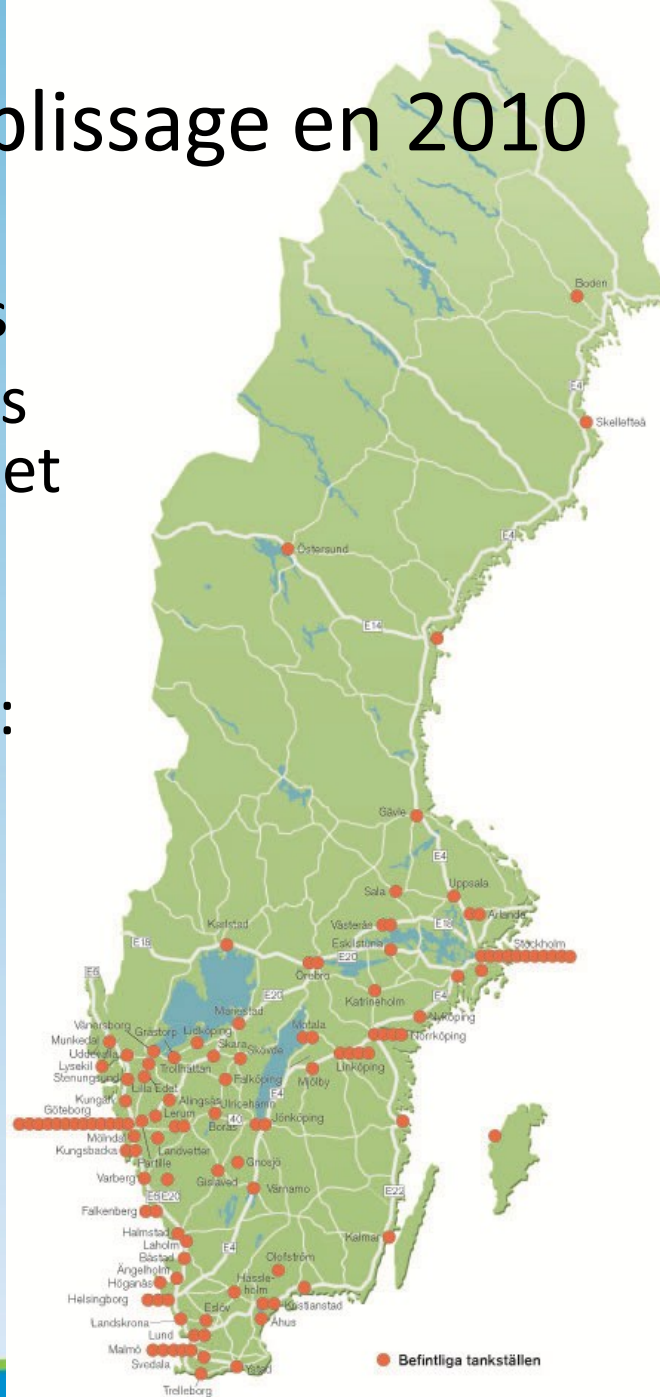 plissage en 2010
s
s
et
:
Boden
E4
Skellefteå
E4
Östersund
E14
Gävle
E4
Sala
Uppsala
Arlanda
Västerås
E18
Karlstad
E18
Eskilstuna
Stockholm
E20
Örebro
E6
E20
E4
Katrineholm
Nyköping
Mariestad
Vänersborg
Grästorp
Lidköping
Motala
Norrköping
Munkedal
Skara
Skövde
Uddevalla
Trollhättan
Linköping
Lysekil
Stenungsund
Lilla Edet
Falköping
Mjölby
E4
Kungälv
Alingsås
Ulricehamn
Göteborg
Lerum
40
Jönköping
Borås
Mölndal
Kungsbacka
Landvetter
Partille
Gnosjö
Varberg
Gislaved
Värnamo
E6
E20
E22
Falkenberg
Halmstad
Laholm
E4
Kalmar
Båstad
Olofström
Ängelholm
Hässle-
holm
Höganäs
Helsingborg
Kristianstad
Eslöv
Landskrona
Åhus
Lund
Malmö
Svedala
Ystad
Befintliga tankställen
Trelleborg